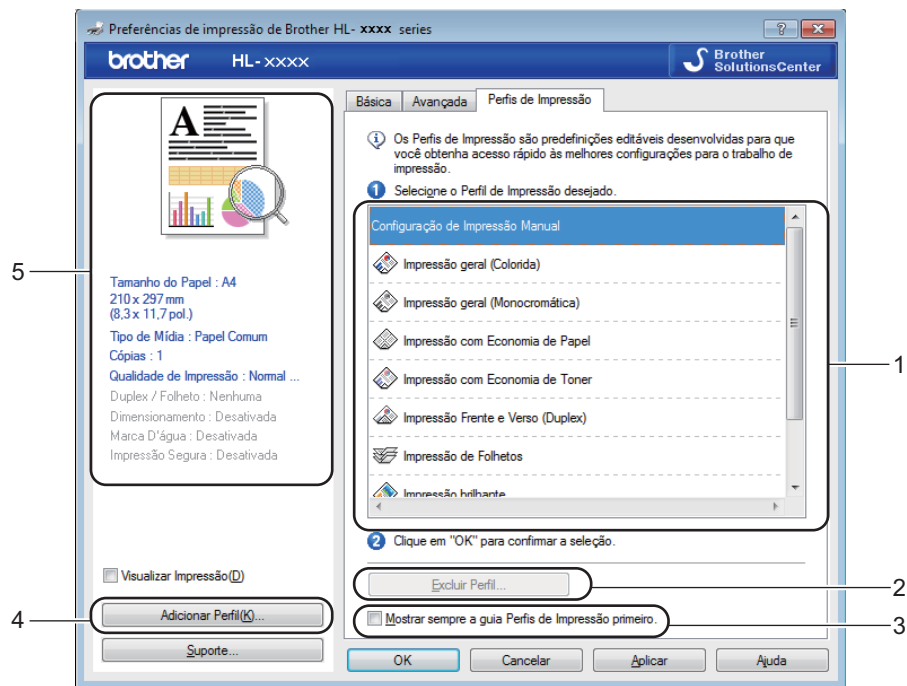 Preferências de impressão de Brother HL- xxxx series
brother HL-xxxx
Brother
SolutionsCenter
A
Tamanho do Papel : A4
210 x 297 mm
(8,3 x 11,7 pol.)
Tipo de Mídia : Papel Comum
Cópias : 1
Qualidade de Impressão : Normal ...
Duplex / Folheto : Nenhuma
Dimensionamento : Desativada
Marca D'água : Desativada
Impressão Segura : Desativada
5
Visualizar Impressão(D)
Adicionar Perfil(K)...
4
Suporte...
Básica Avançada Perfis de Impressão
Os Perfis de Impressão são predefinições editáveis desenvolvidas para que
você obtenha acesso rápido às melhores configurações para o trabalho de
impressão.
1 Selecione o Perfil de Impressão desejado.
Configuração de Impressão Manual
Impressão geral (Colorida)
Impressão geral (Monocromática)
Impressão com Economia de Papel
Impressão com Economia de Toner
Impressão Frente e Verso (Duplex)
Impressão de Folhetos
Impressão brilhante
1
2 Clique em "OK" para confirmar a seleção.
Excluir Perfil...
2
Mostrar sempre a guia Perfis de Impressão primeiro.
3
OK Cancelar Aplicar Ajuda